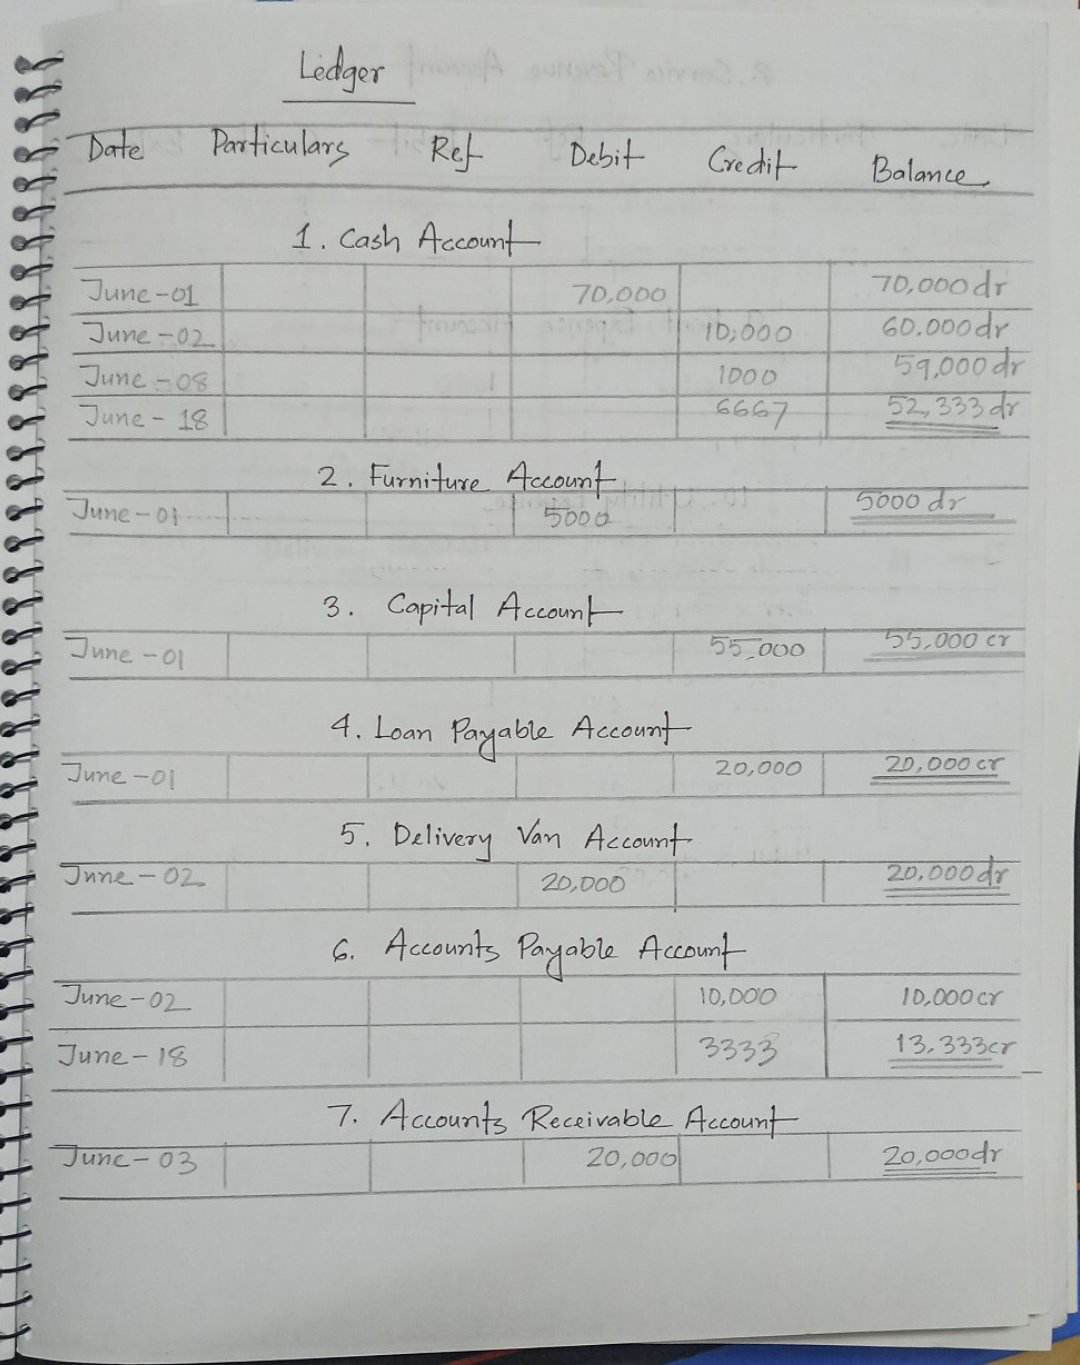 Ledger
Date Particulars Ref Debit Credit Balance
1. Cash Account
June-01 70,000 70,000 dr
June-02 10,000 60.000 dr
June-08 1000 59,000 dr
June-18 6667 52,333 dr
2. Furniture Account
June-01 5000 5000 dr
3. Capital Account
June-01 55,000 55,000 cr
4. Loan Payable Account
June-01 20,000 20,000 cr
5. Delivery Van Account
June-02 20,000 20,000 dr
6. Accounts Payable Account
June-02 10,000 10,000 cr
June-18 3333 13.333 cr
7. Accounts Receivable Account
June-03 20,000 20,000 dr